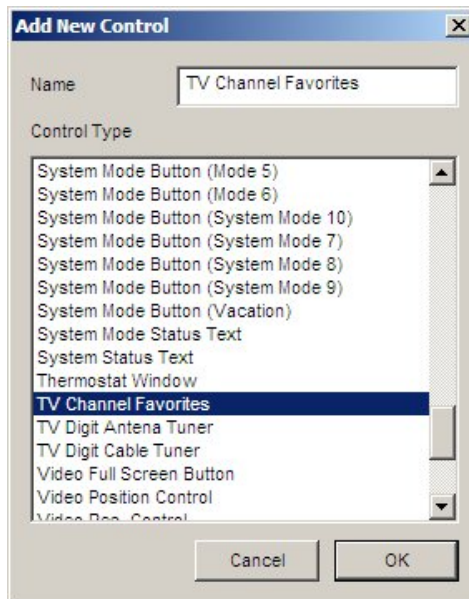 Add New Control
Name
TV Channel Favorites
Control Type
System Mode Button (Mode 5)
System Mode Button (Mode 6)
System Mode Button (System Mode 10)
System Mode Button (System Mode 7)
System Mode Button (System Mode 8)
System Mode Button (System Mode 9)
System Mode Button (Vacation)
System Mode Status Text
System Status Text
Thermostat Window
TV Channel Favorites
TV Digit Antena Tuner
TV Digit Cable Tuner
Video Full Screen Button
Video Position Control
Video Pos. Control
Cancel
OK